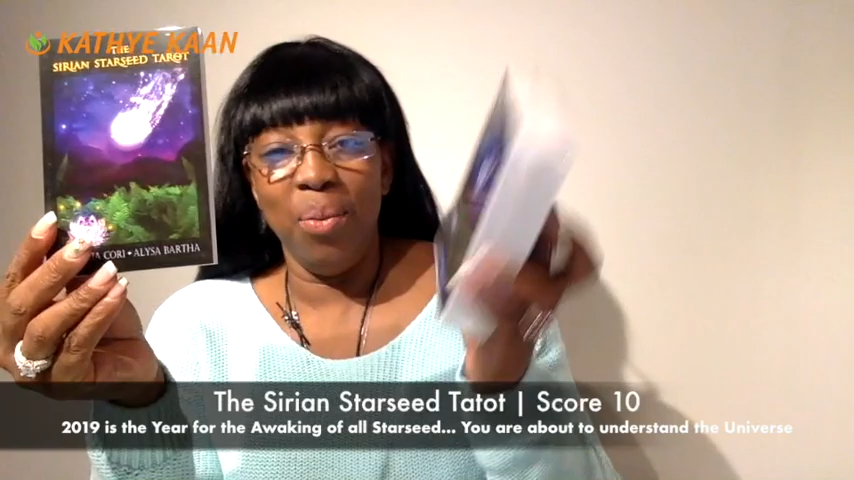 KATHYE KAAN
THE
SIRIAN STARSEED TAROT
CORI • ALYSA BARTHA
The Sirian Starseed Tatot | Score 10
2019 is the Year for the Awaking of all Starseed... You are about to understand the Universe